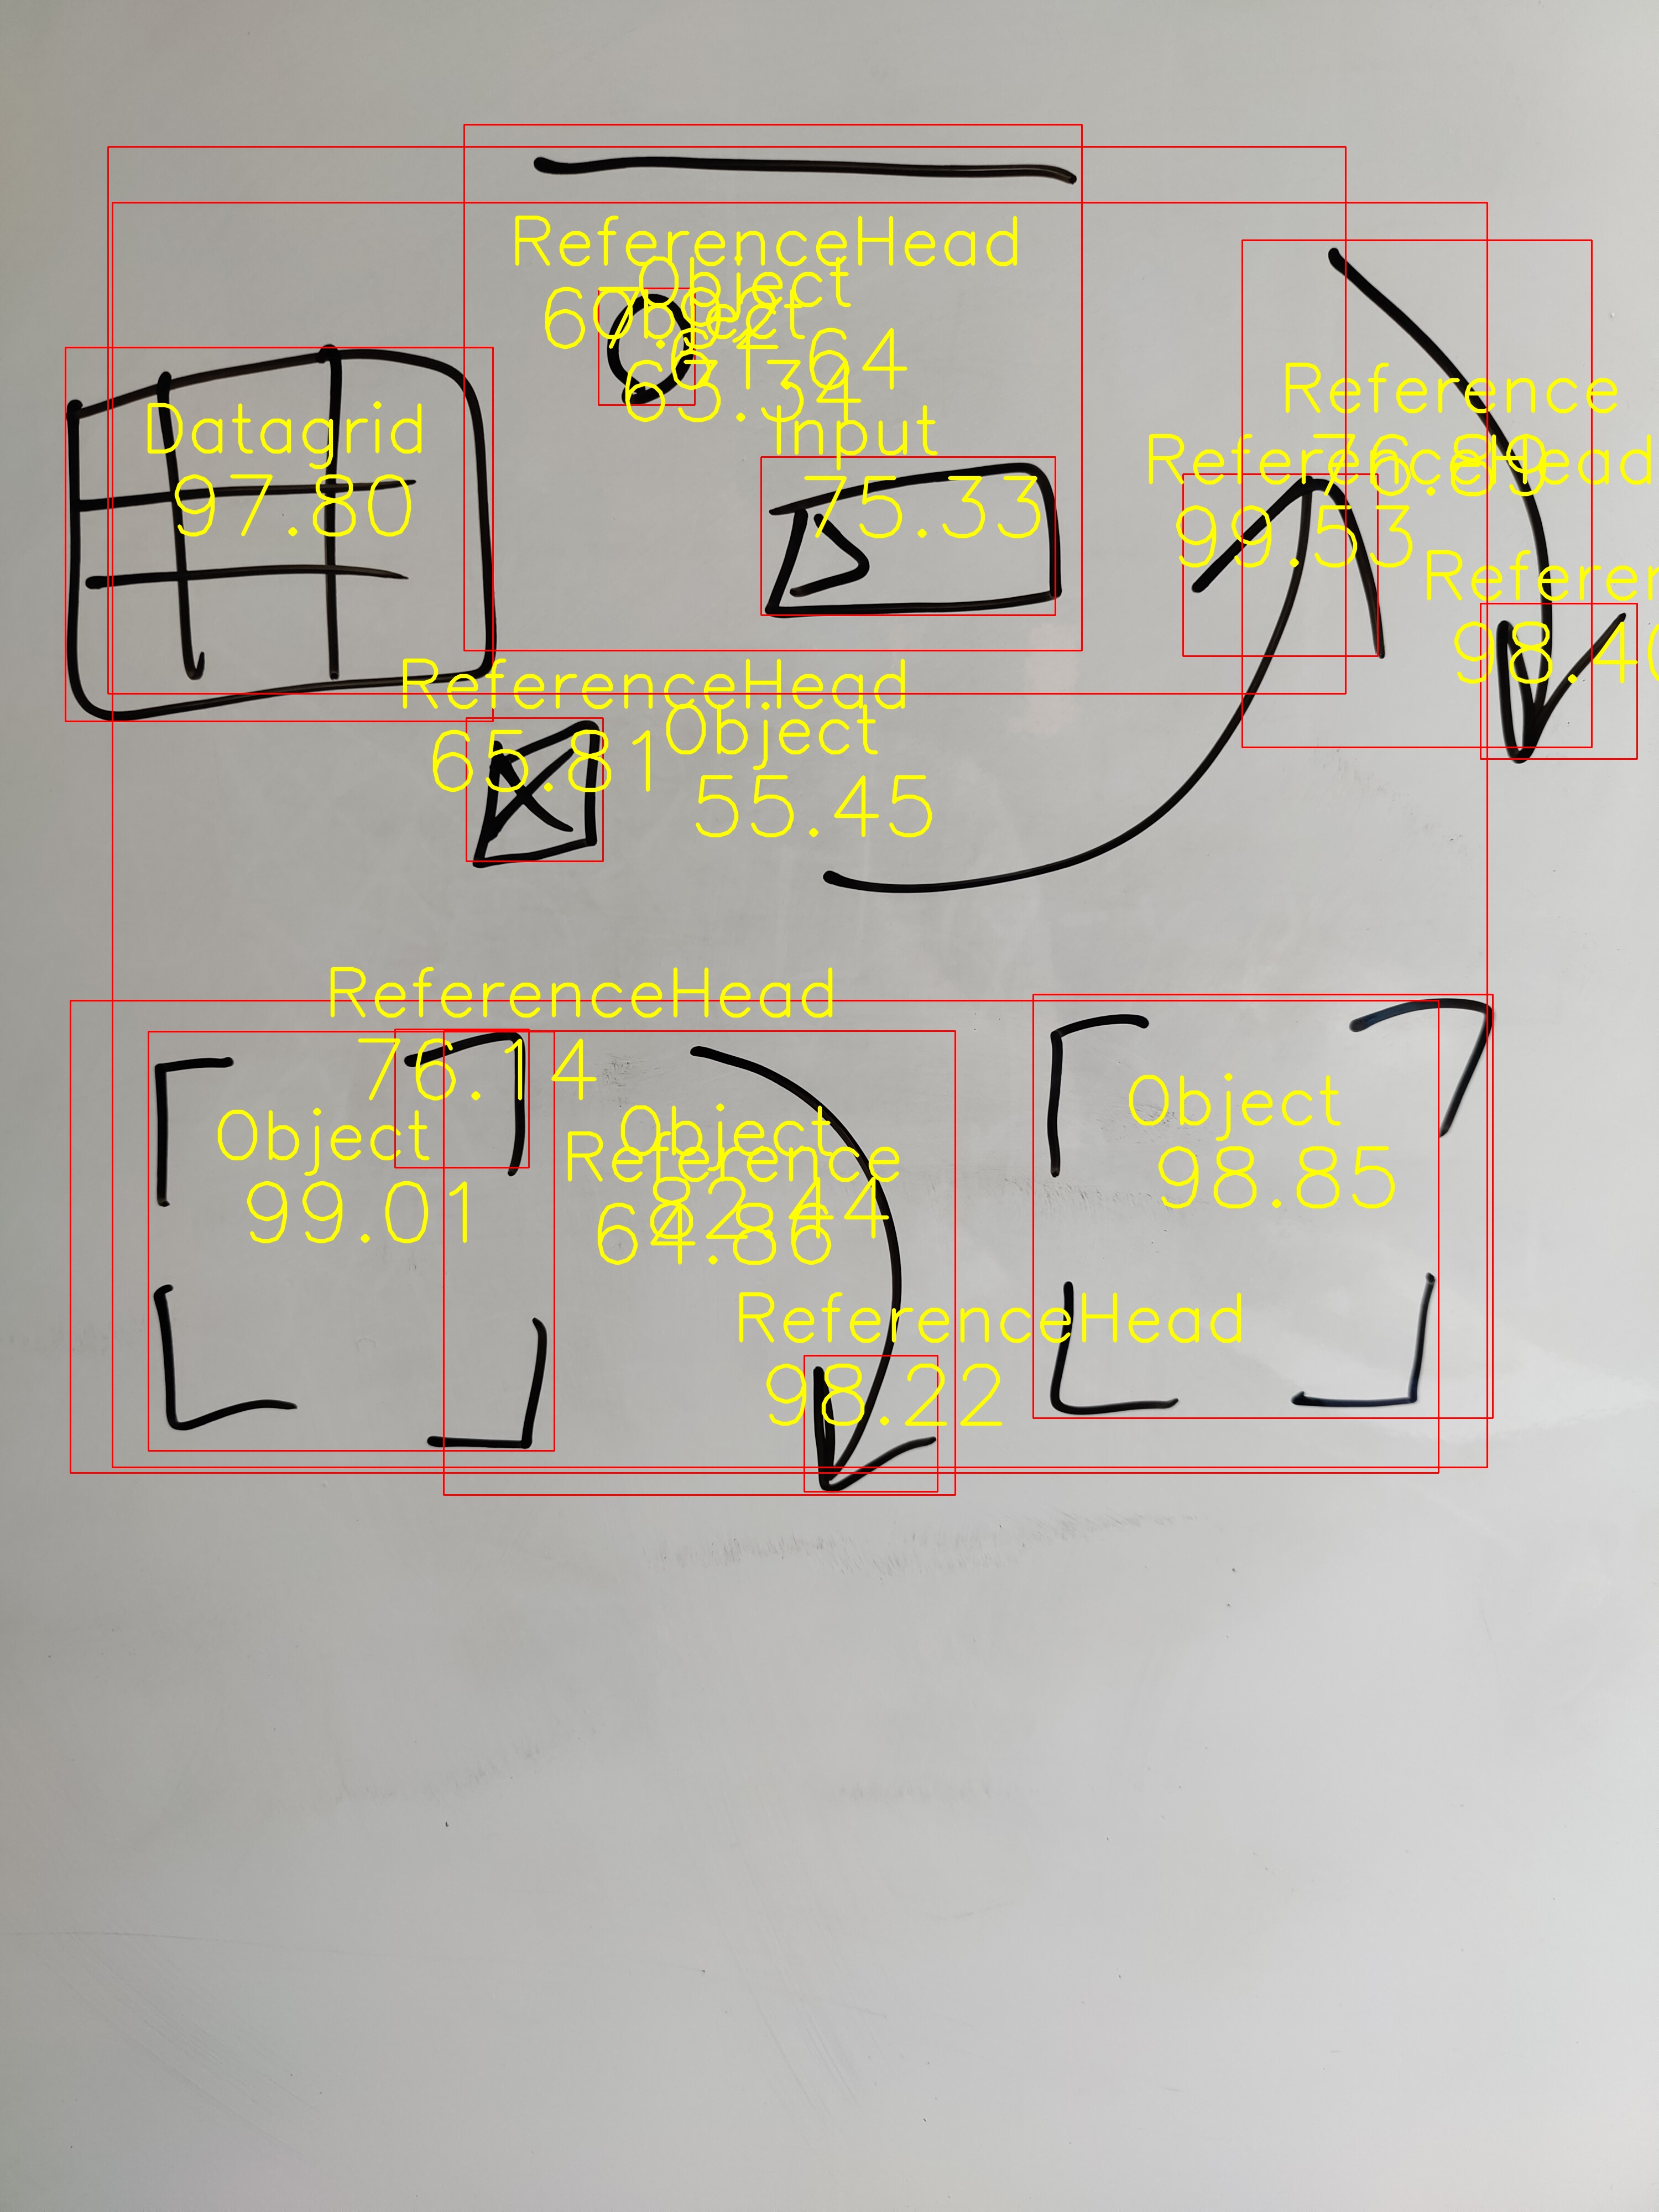 ReferenceHead
60.92
Object
61.64
Object
63.34
Datagrid
97.80
Input
75.33
Reference
76.89
ReferenceHead
99.53
98.40
ReferenceHead
65.81
Object
55.45
ReferenceHead
76.14
Object
99.01
Object
82.44
Reference
64.86
Object
98.85
ReferenceHead
98.22